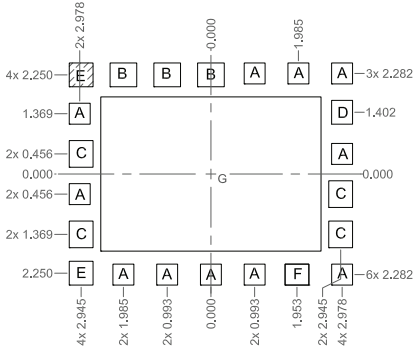 2x 2.978
0.000
1.985
4x 2.250 E B B B A A A 3x 2.282
1.369 A D 1.402
2x 0.456 C A
0.000 G 0.000
2x 0.456 A C
2x 1.369 C C
2.250 E A A A A F A 6x 2.282
4x 2.945
2x 1.985
2x 0.993
0.000
2x 0.993
1.953
2x 2.945
4x 2.978